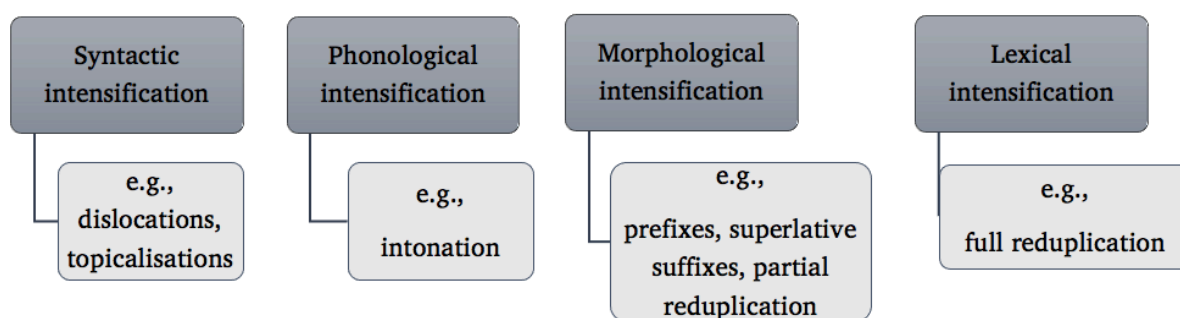 Syntactic
intensification
e.g.,
dislocations,
topicalisations
Phonological
intensification
e.g.,
intonation
Morphological
intensification
e.g.,
prefixes, superlative
suffixes, partial
reduplication
Lexical
intensification
e.g.,
full reduplication